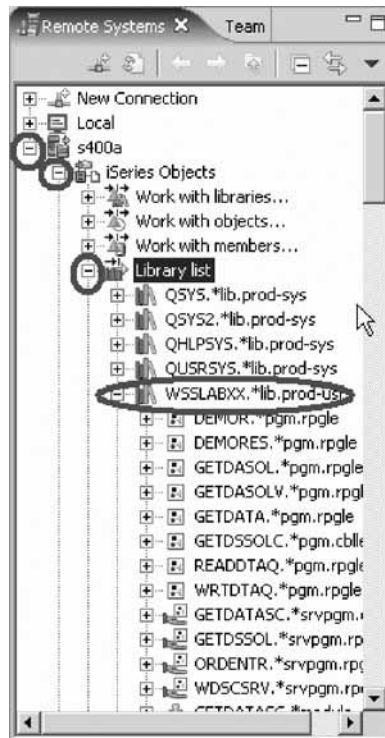 Remote Systems Team
New Connection
Local
s400a
iSeries Objects
Work with libraries...
Work with objects...
Work with members...
Library list
QSYS.*lib.prod-sys
QSYS2.*lib.prod-sys
QHLPSYS.*lib.prod-sys
QUSRSYS.*lib.prod-sys
WSSLABXX.*lib.prod-usr
DEMOR.*pgm.rpgle
DEMORES.*pgm.rpgle
GETDASOL.*pgm.rpgle
GETDASOLV.*pgm.rpgl
GETDATA.*pgm.rpgle
GETDSSOLC.*pgm.cblle
READDTAQ.*pgm.rpgle
WRTDTAQ.*pgm.rpgle
GETDATASC.*srvpgm.
GETDSSOL.*srvpgm.rp
ORDENTR.*srvpgm.rpg
WDSCSRV.*srvpgm.rp